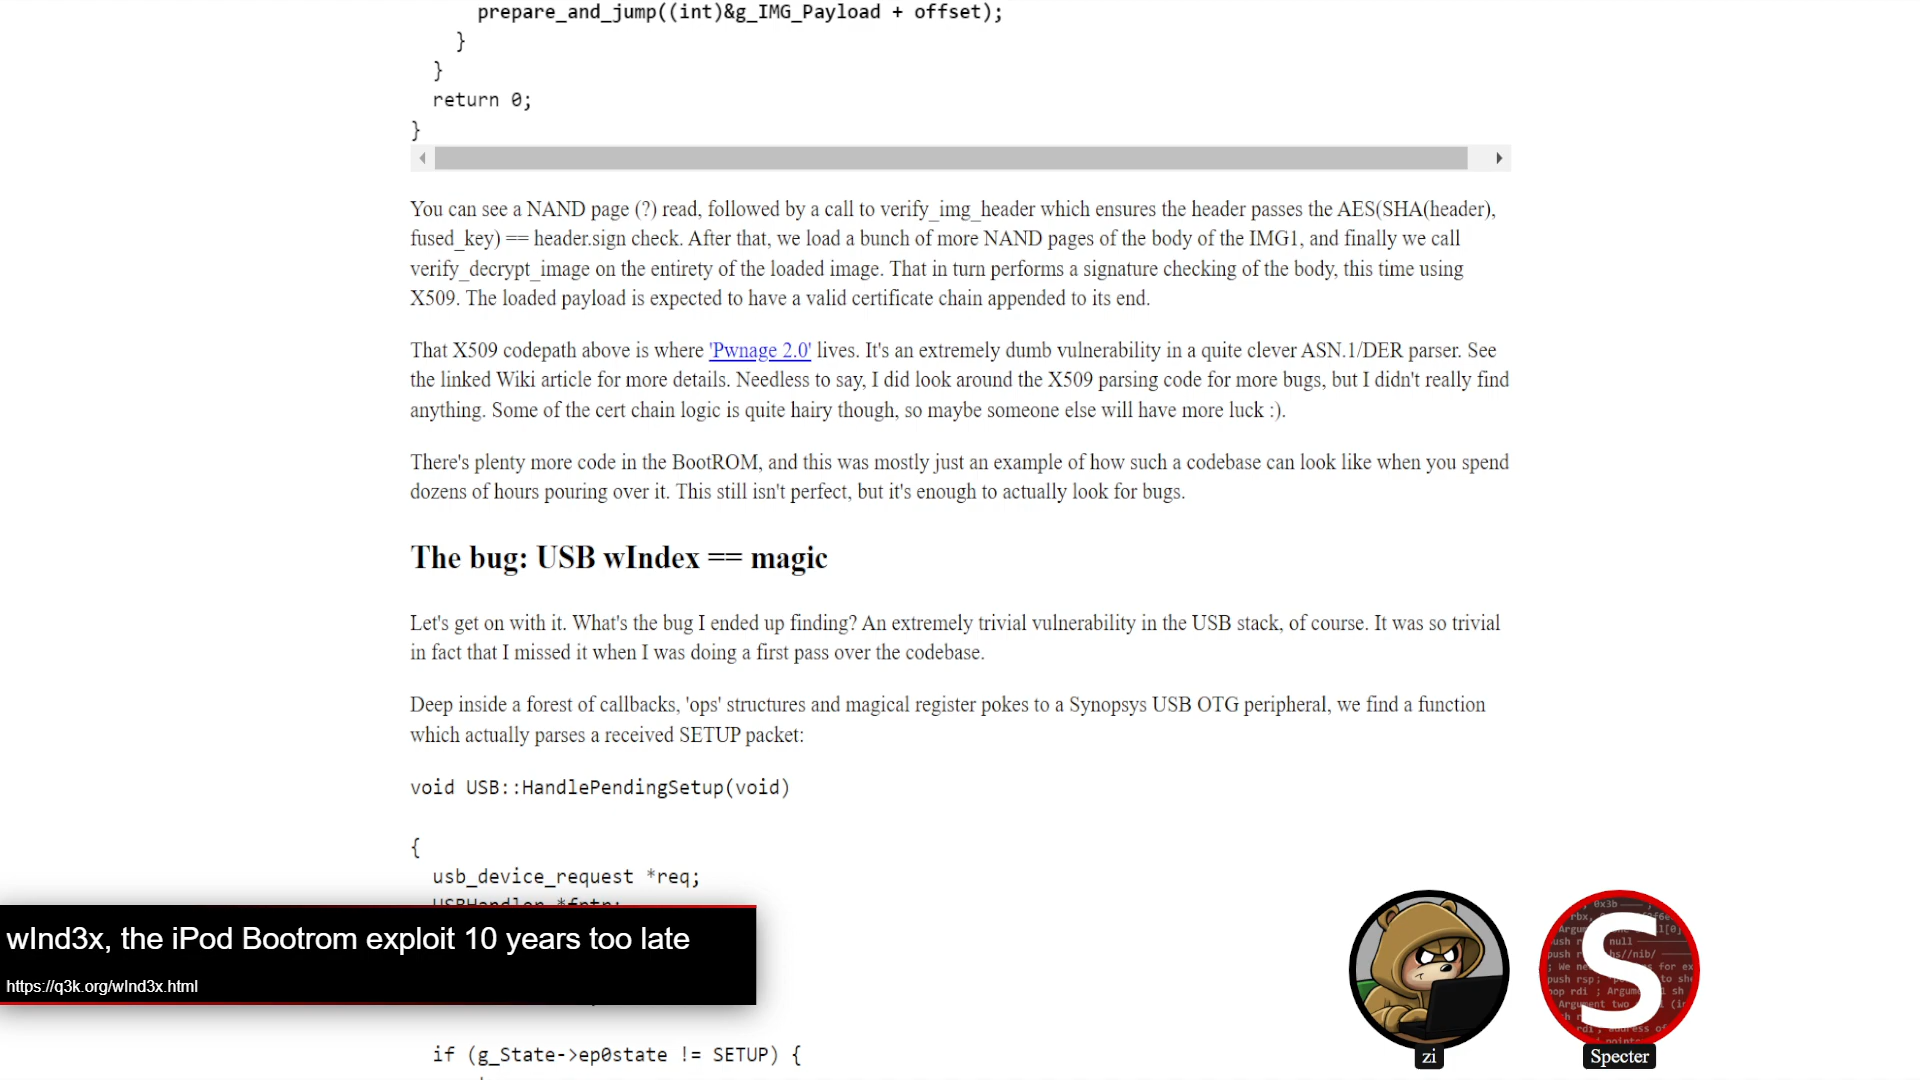 prepare_and_jump((int)&g_IMG_Payload + offset);
}
}
return 0;
}
You can see a NAND page (?) read, followed by a call to verify_img_header which ensures the header passes the AES(SHA(header),
fused_key) == header.sign check. After that, we load a bunch of more NAND pages of the body of the IMG1, and finally we call
verify_decrypt_image on the entirety of the loaded image. That in turn performs a signature checking of the body, this time using
X509. The loaded payload is expected to have a valid certificate chain appended to its end.
That X509 codepath above is where 'Pwnage 2.0' lives. It's an extremely dumb vulnerability in a quite clever ASN.1/DER parser. See
the linked Wiki article for more details. Needless to say, I did look around the X509 parsing code for more bugs, but I didn't really find
anything. Some of the cert chain logic is quite hairy though, so maybe someone else will have more luck :).
There's plenty more code in the BootROM, and this was mostly just an example of how such a codebase can look like when you spend
dozens of hours pouring over it. This still isn't perfect, but it's enough to actually look for bugs.
The bug: USB wIndex == magic
Let's get on with it. What's the bug I ended up finding? An extremely trivial vulnerability in the USB stack, of course. It was so trivial
in fact that I missed it when I was doing a first pass over the codebase.
Deep inside a forest of callbacks, 'ops' structures and magical register pokes to a Synopsys USB OTG peripheral, we find a function
which actually parses a received SETUP packet:
void USB::HandlePendingSetup(void)
{
usb_device_request *req;
wInd3x, the iPod Bootrom exploit 10 years too late
https://q3k.org/wInd3x.html
if (g_State->ep0state != SETUP) {
S
zi
Specter